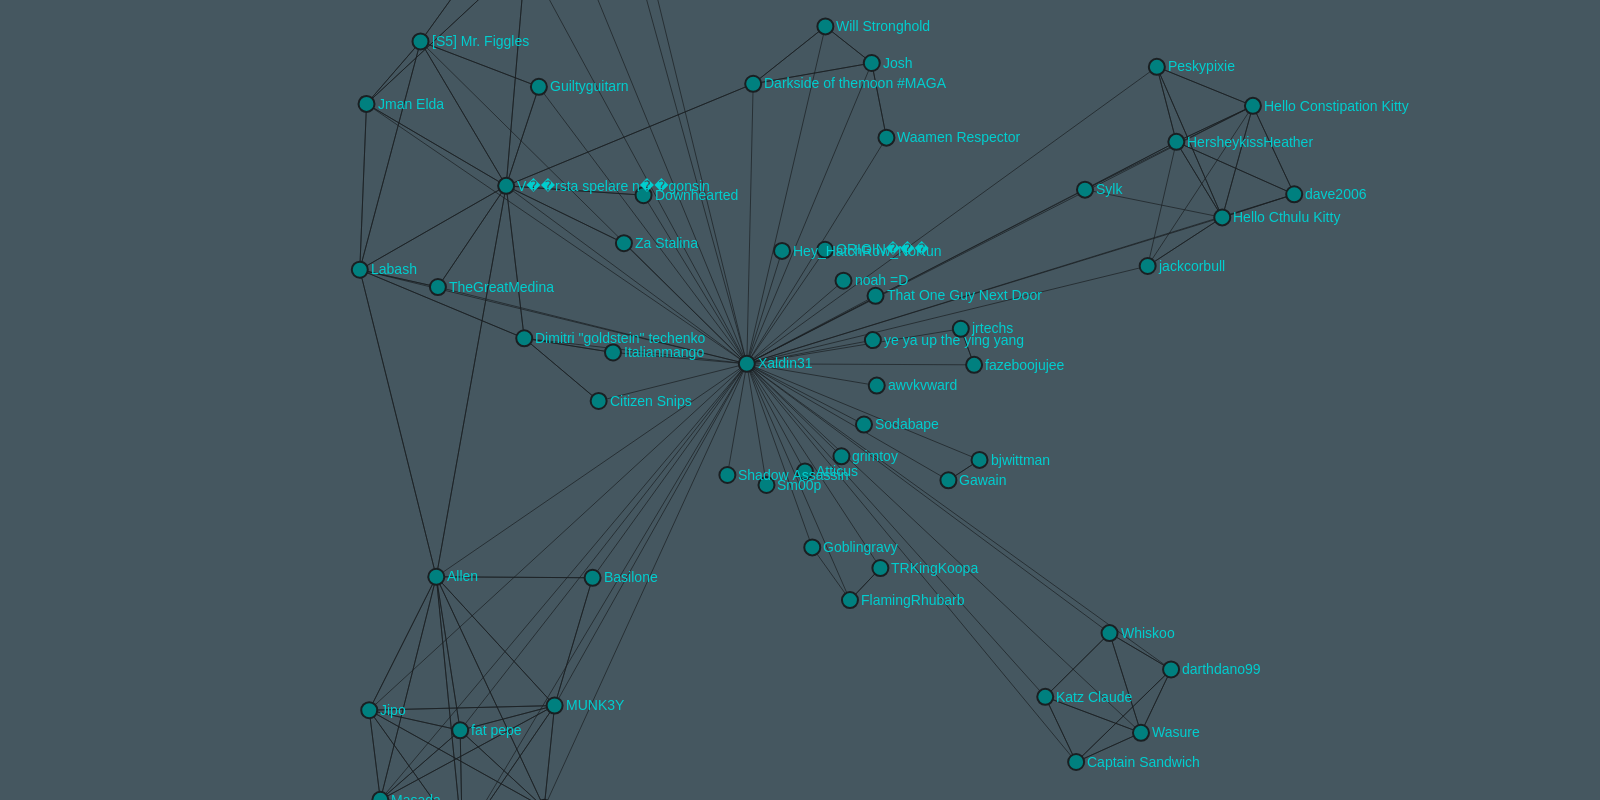 Will Stronghold
[S5] Mr. Figgles
Josh
Peskypixie
Darkside of themoon #MAGA
Guiltyguitarn
Jman Elda
Hello Constipation Kitty
Waamen Respector
HersheykissHeather
V��rsta spelare n��gonsin
Sylk
dave2006
Downhearted
Hello Cthulu Kitty
Za Stalina
ORIGIN���
Hey_HatchRow_NoRun
jackcorbull
Labash
noah =D
TheGreatMedina
That One Guy Next Door
jrtechs
Dimitri "goldstein" techenko
ye ya up the ying yang
Italianmango
Xaldin31
fazeboojujee
awvkvward
Citizen Snips
Sodabape
grimtoy
bjwittman
Atticus
Shadow Assassin
Gawain
Sm00p
Goblingravy
TRKingKoopa
Allen
Basilone
FlamingRhubarb
Whiskoo
darthdano99
Katz Claude
MUNK3Y
Jipo
fat pepe
Wasure
Captain Sandwich
Masada